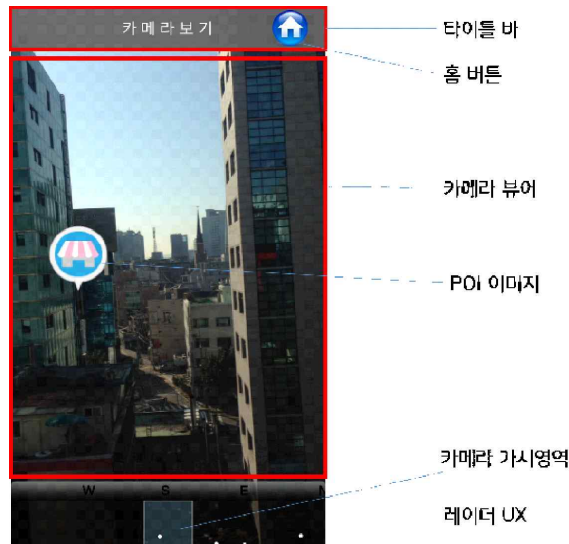 카메라보기
타이틀 바
홈 버튼
카메라 뷰어
POI 이미지
카메라 가시영역
W S E N
레이더 UX